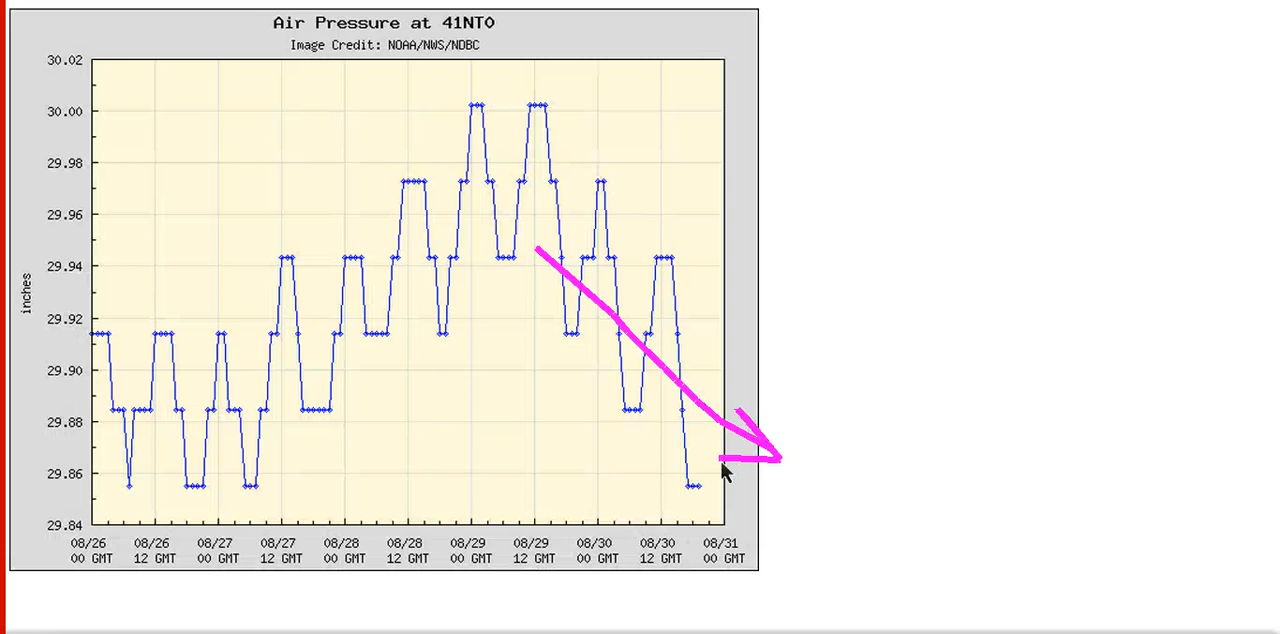 Air Pressure at 41NT0
Image Credit: NOAA/NWS/NDBC
30.02
30.00
29.98
29.96
29.94
29.92
29.90
29.88
29.86
29.84
inches
08/26 08/26 08/27 08/27 08/28 08/28 08/29 08/29 08/30 08/30 08/31
00 GMT 12 GMT 00 GMT 12 GMT 00 GMT 12 GMT 00 GMT 12 GMT 00 GMT 12 GMT 00 GMT